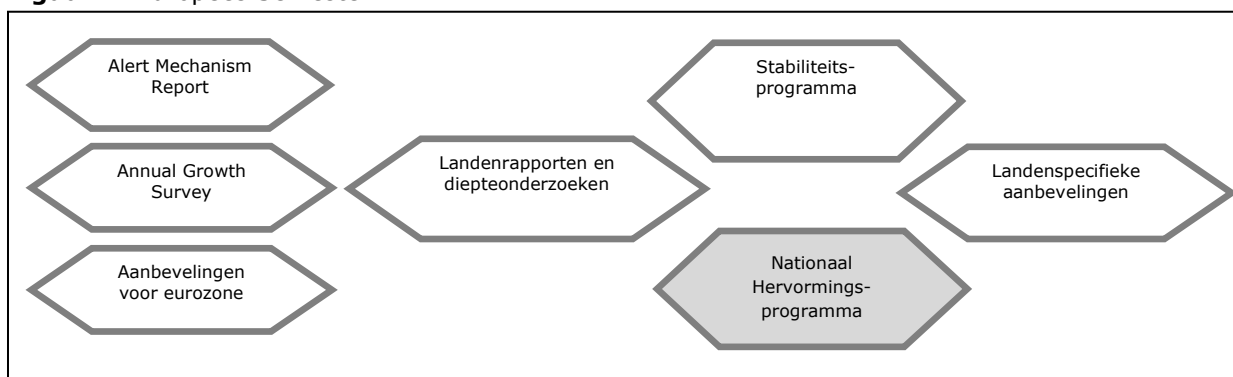 Alert Mechanism
Report
Annual Growth
Survey
Aanbevelingen
voor eurozone
Landenrapporten en
diepteonderzoeken
Stabiliteits-
programma
Nationaal
Hervormings-
programma
Landenspecifieke
aanbevelingen